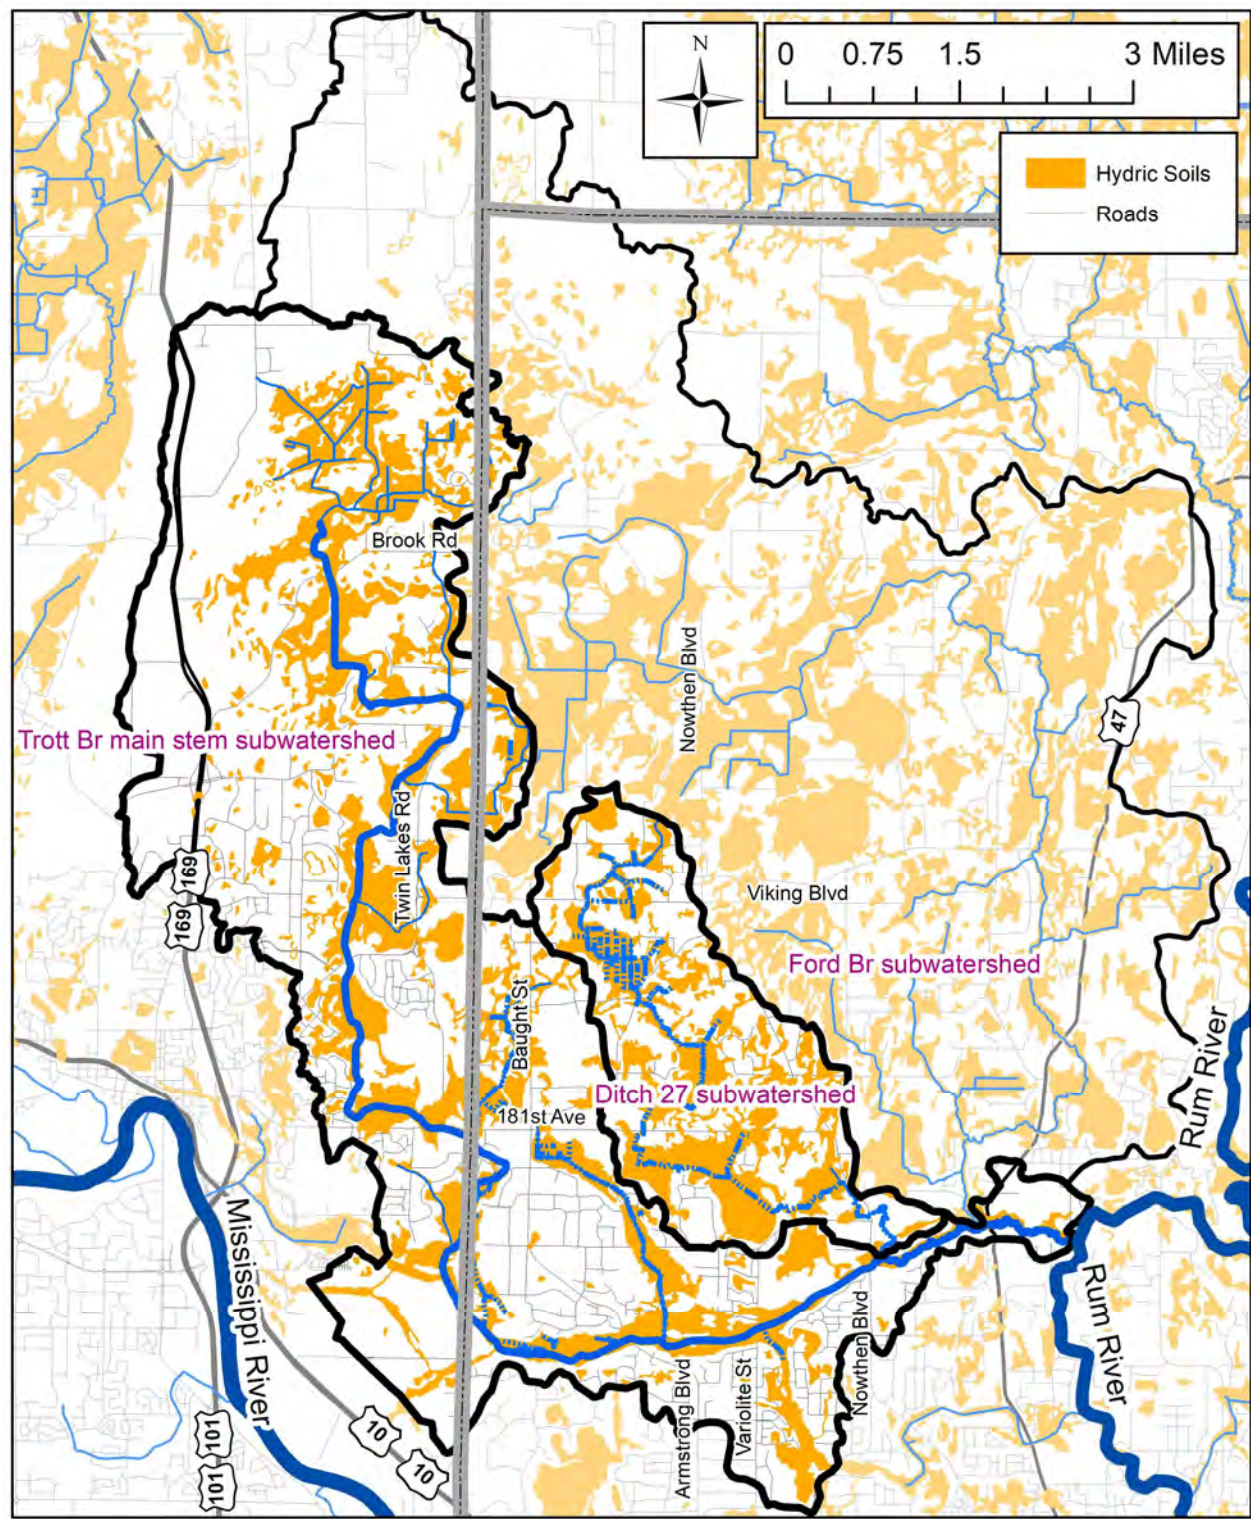 N
0 0.75 1.5 3 Miles
Hydric Soils
Roads
Brook Rd
Nowthen Blvd
47
Trott Br main stem subwatershed
Twin Lakes Rd
169
169
Viking Blvd
Ford Br subwatershed
Baught St
Rum River
Ditch 27 subwatershed
181st Ave
Mississippi River
Rum River
Nowthen Blvd
Armstrong Blvd
Variolite St
10
10
101
101